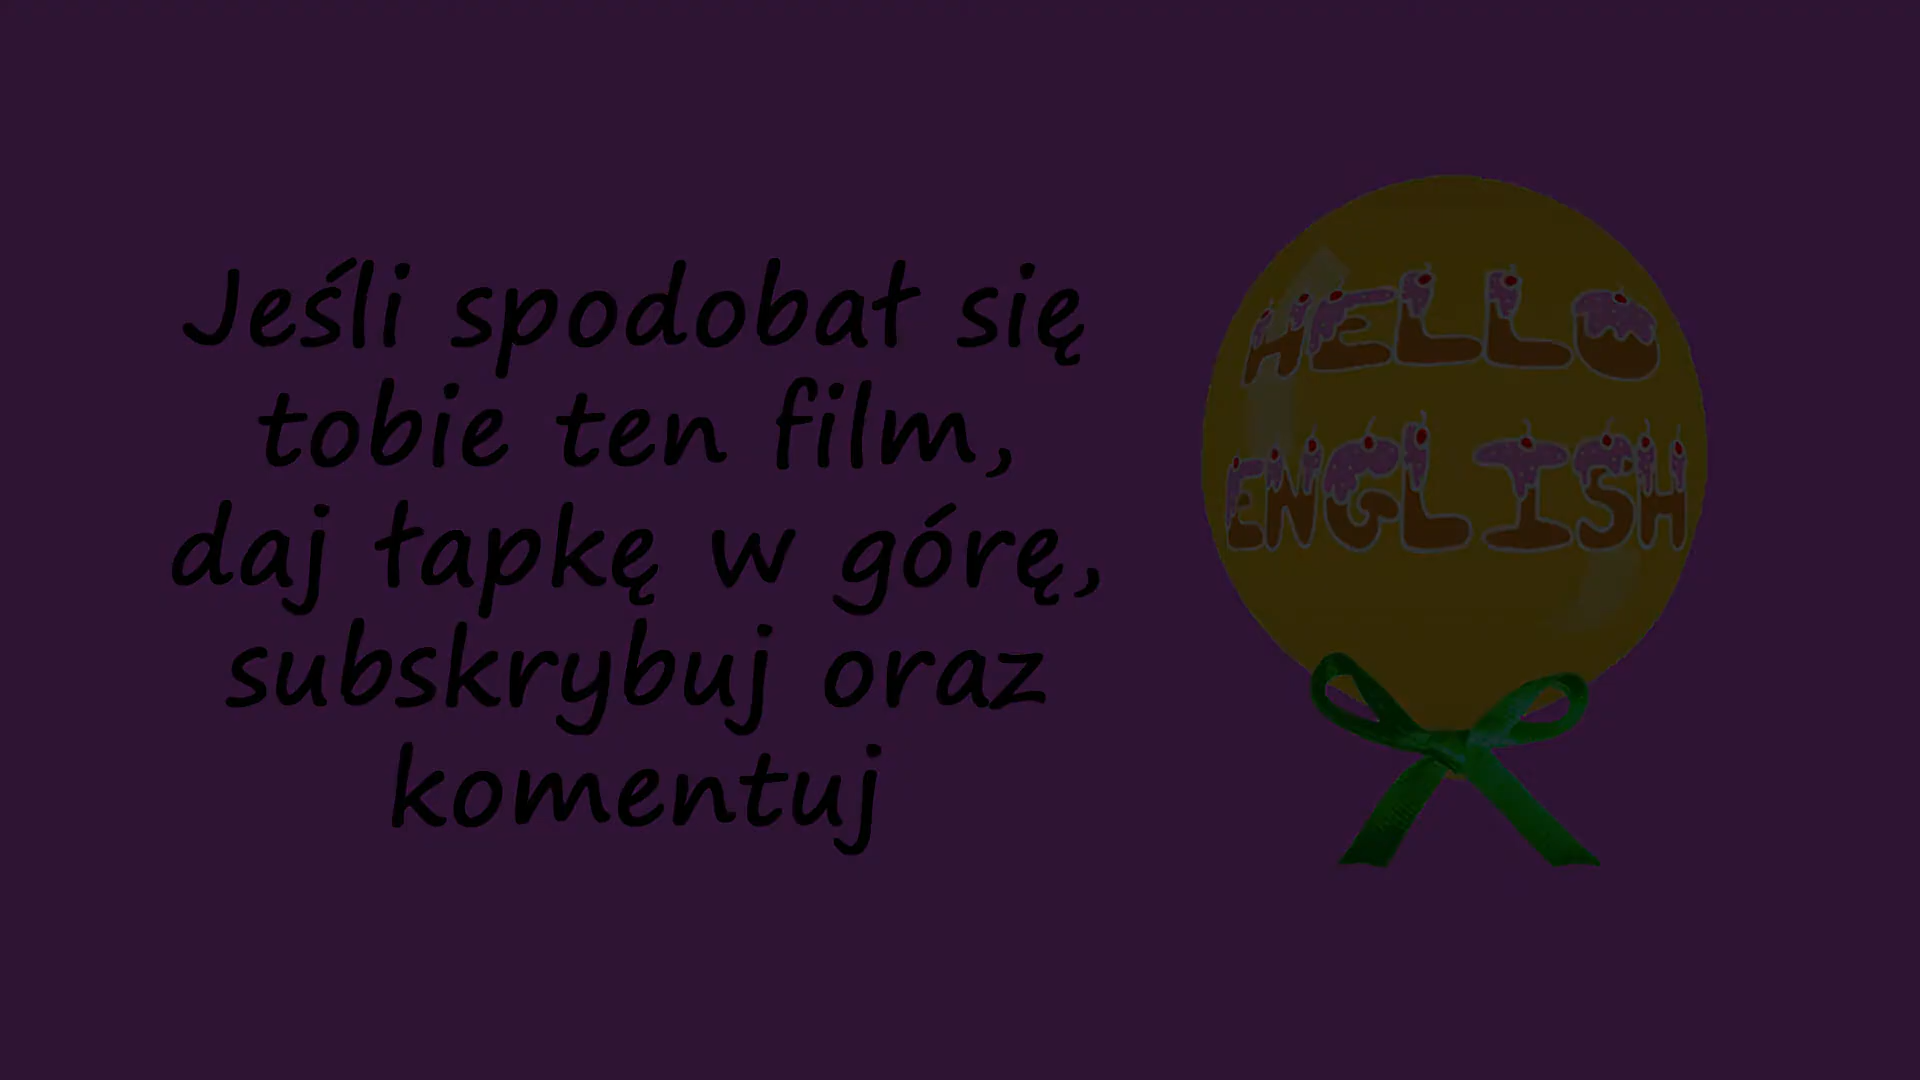 Jeśli spodobał się
tobie ten film,
daj łapkę w górę,
subskrybuj oraz
komentuj
HELLO
ENGLISH